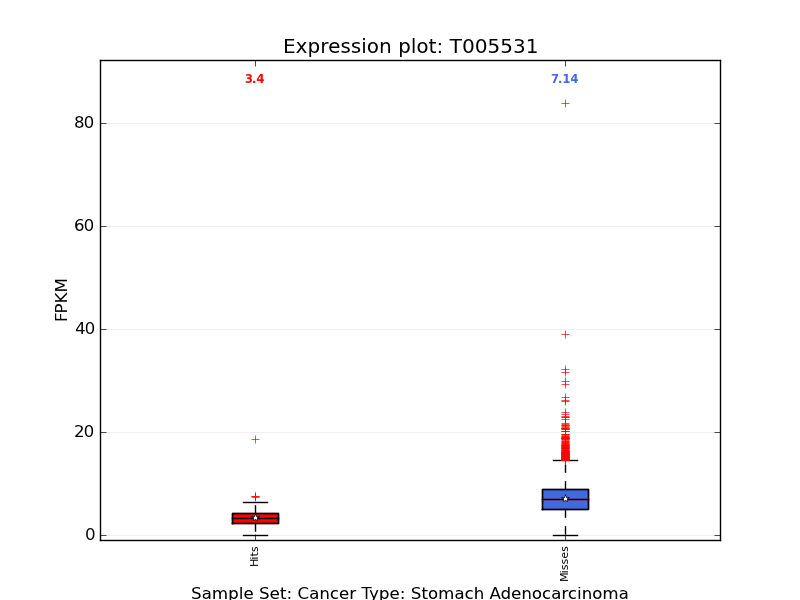 Expression plot: T005531
3.4
7.14
80
60
40
20
0
FPKM
Hits
Misses
Sample Set: Cancer Type: Stomach Adenocarcinoma